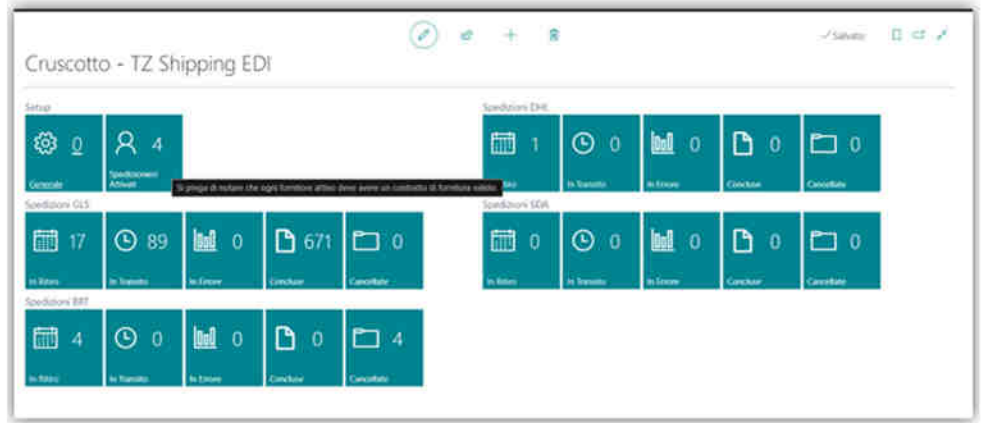 Salvato
Cruscotto - TZ Shipping EDI
Setup
0
Generale
4
Spedizionieri
Attivati
Si prega di notare che ogni fornitore attivo deve avere un contratto di fornitura valido
Spedizioni DHL
1
0
In Transito
0
In Errore
0
Concluse
0
Cancellate
Spedizioni GLS
17
In Ritiro
89
In Transito
0
In Errore
671
Concluse
0
Cancellate
Spedizioni SDA
0
In Ritiro
0
In Transito
0
In Errore
0
Concluse
0
Cancellate
Spedizioni BRT
4
In Ritiro
0
In Transito
0
In Errore
0
Concluse
4
Cancellate